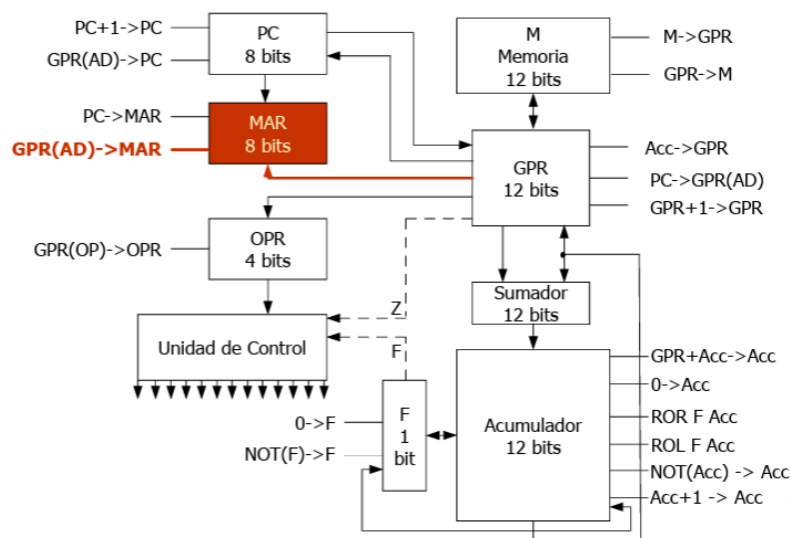 PC+1->PC
GPR(AD)->PC
PC
8 bits
M
Memoria
12 bits
M->GPR
GPR->M
PC->MAR
GPR(AD)->MAR
MAR
8 bits
GPR
12 bits
Acc->GPR
PC->GPR(AD)
GPR+1->GPR
GPR(OP)->OPR
OPR
4 bits
Sumador
12 bits
Z
F
Unidad de Control
0->F
NOT(F)->F
F
1
bit
Acumulador
12 bits
GPR+Acc->Acc
0->Acc
ROR F Acc
ROL F Acc
NOT(Acc) -> Acc
Acc+1 -> Acc